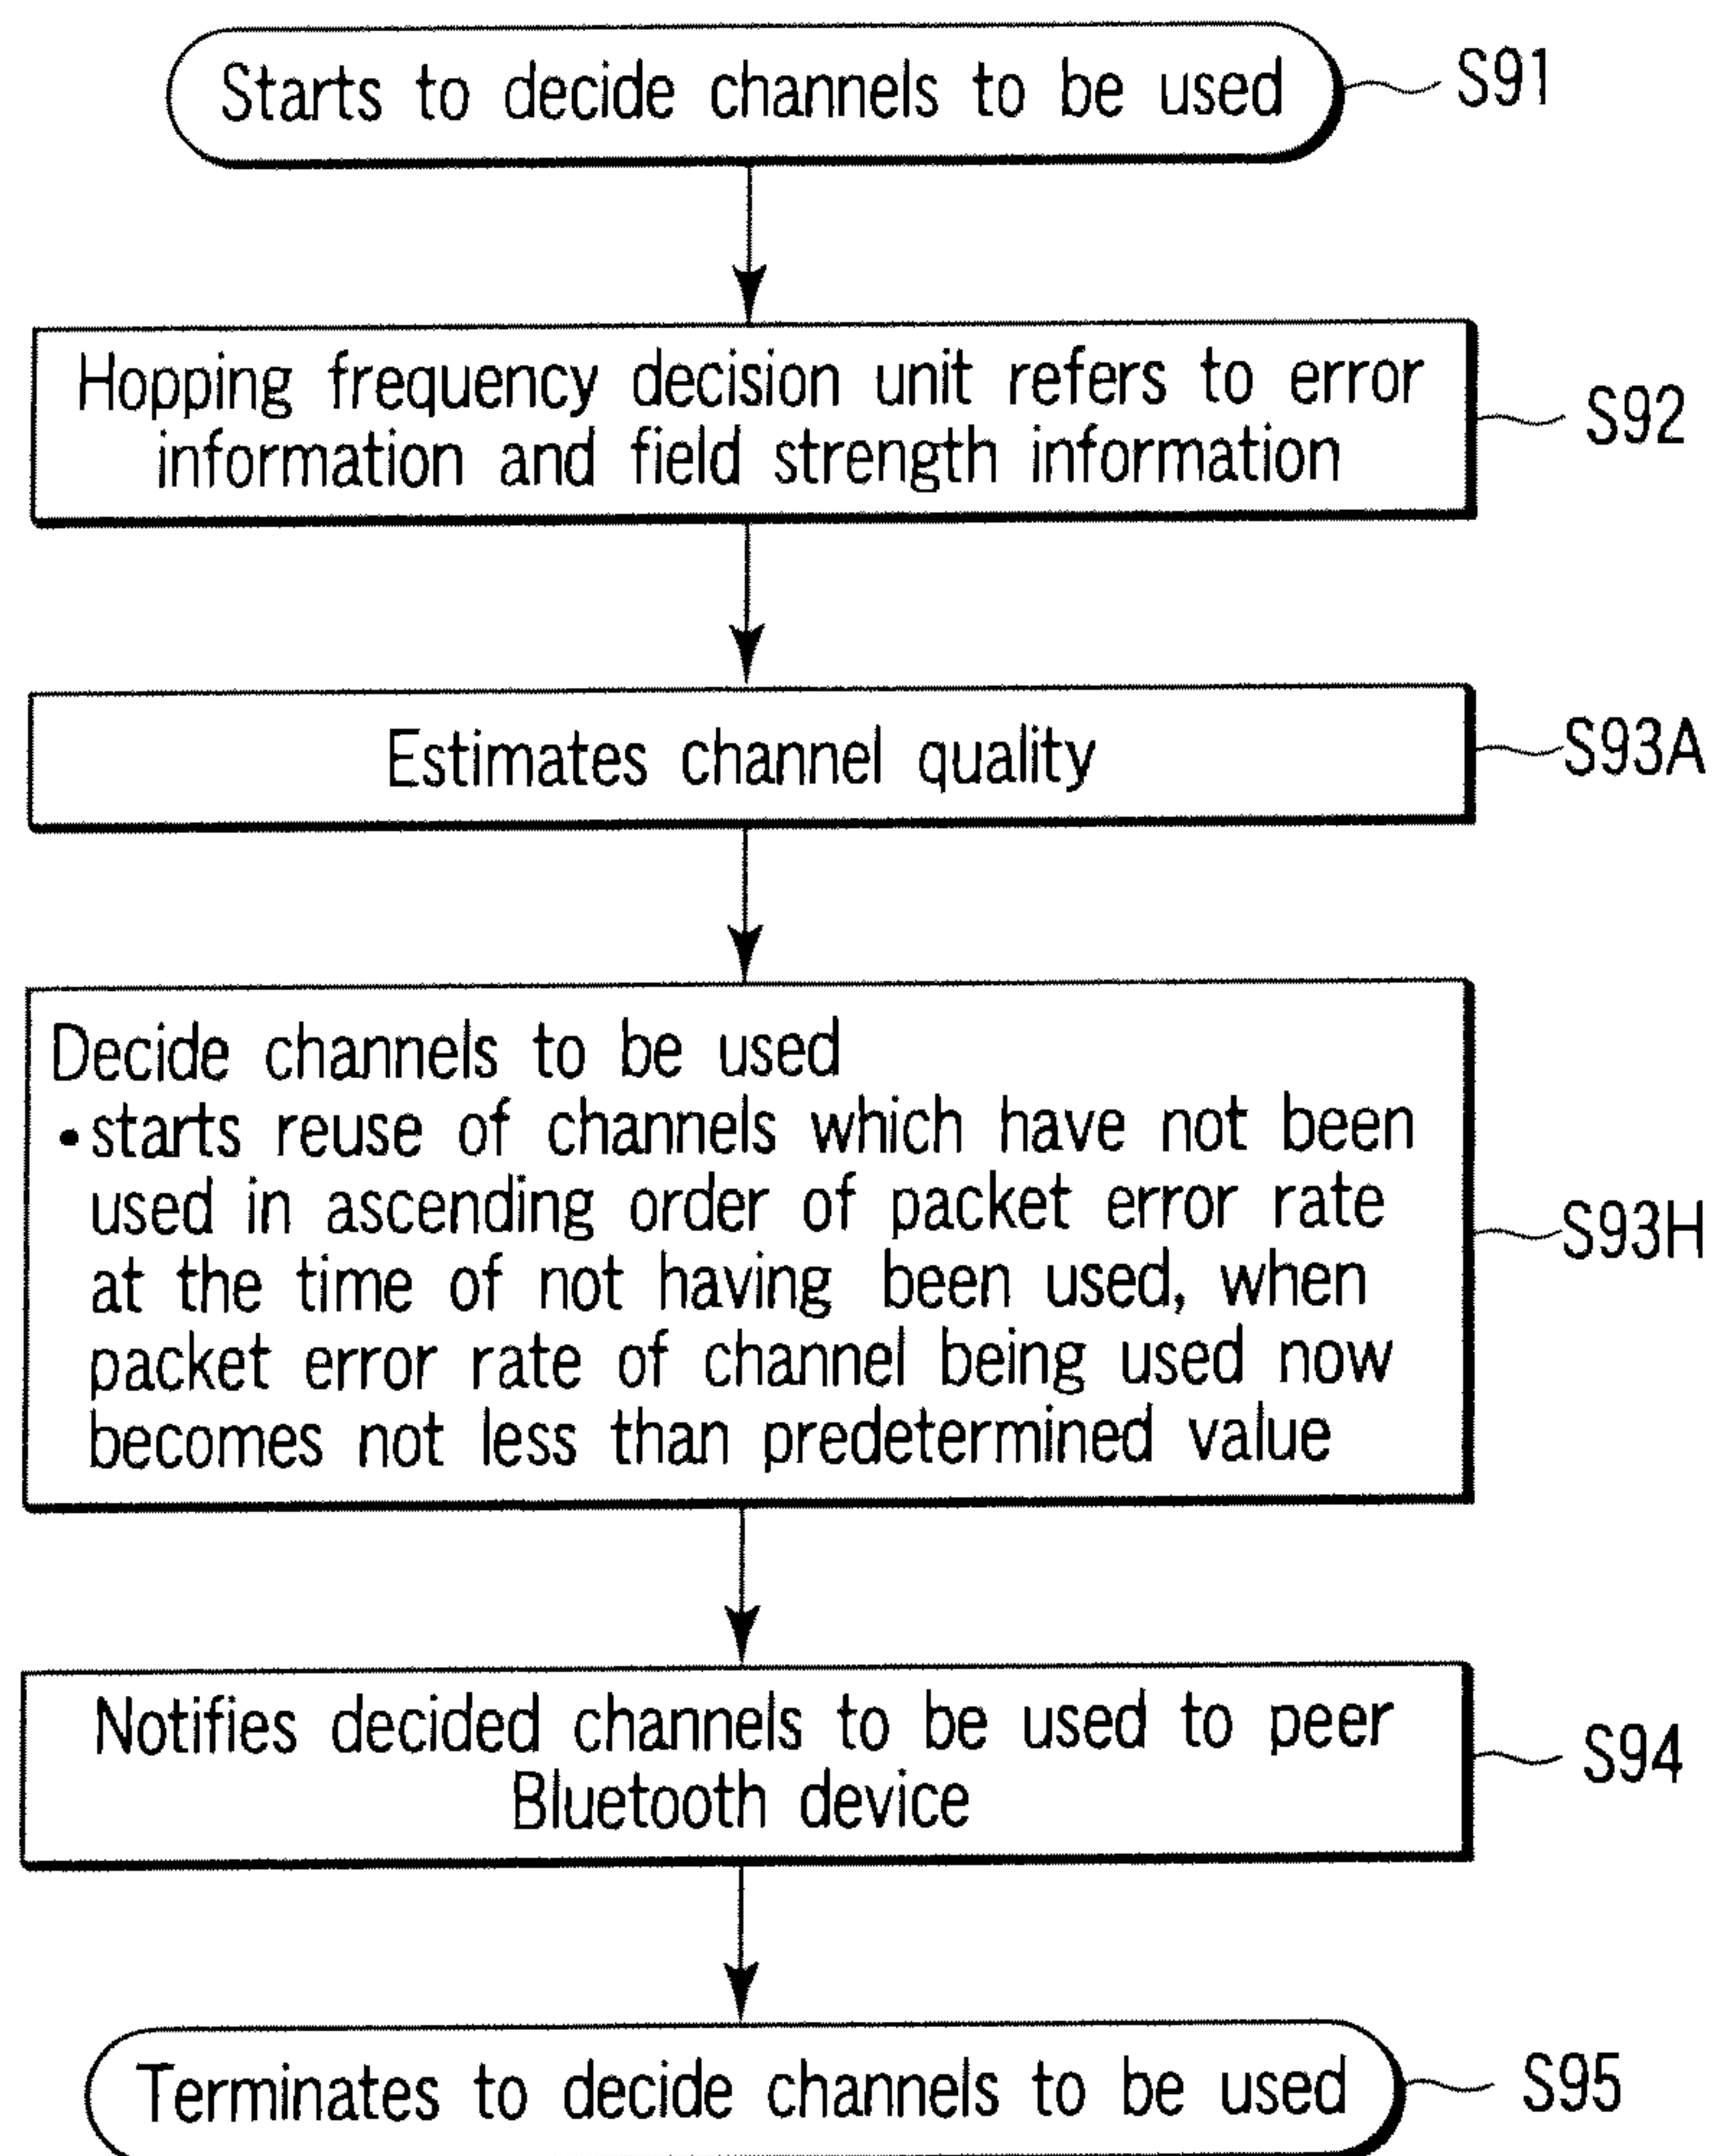 Starts to decide channels to be used
S91
Hopping frequency decision unit refers to error
information and field strength information
S92
Estimates channel quality
S93A
Decide channels to be used
• starts reuse of channels which have not been
used in ascending order of packet error rate
at the time of not having been used, when
packet error rate of channel being used now
becomes not less than predetermined value
S93H
Notifies decided channels to be used to peer
Bluetooth device
S94
Terminates to decide channels to be used
S95